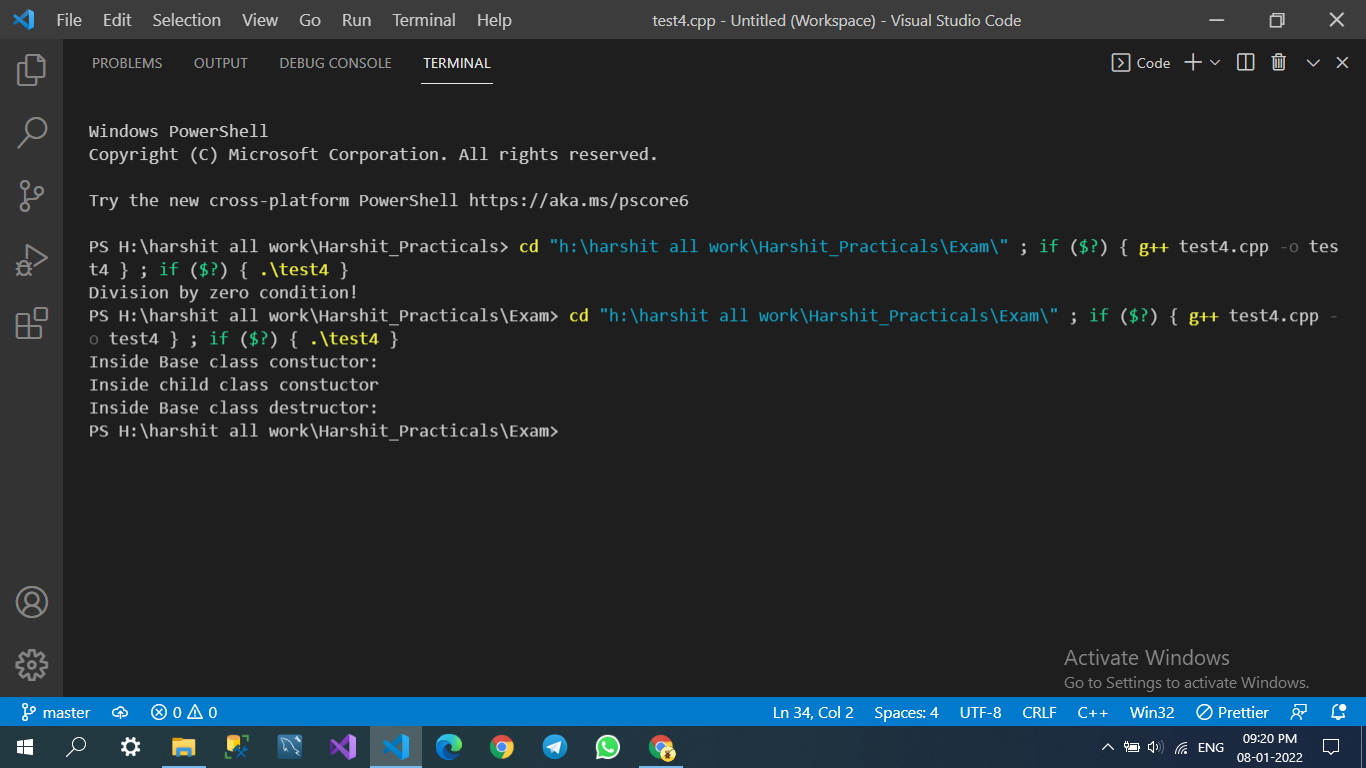 File Edit Selection View Go Run Terminal Help test4.cpp - Untitled (Workspace) - Visual Studio Code
PROBLEMS OUTPUT DEBUG CONSOLE TERMINAL Code
Windows PowerShell
Copyright (C) Microsoft Corporation. All rights reserved.
Try the new cross-platform PowerShell https://aka.ms/pscore6
PS H:\harshit all work\Harshit_Practicals> cd "h:\harshit all work\Harshit_Practicals\Exam\" ; if ($?) { g++ test4.cpp -o tes
t4 } ; if ($?) { .\test4 }
Division by zero condition!
PS H:\harshit all work\Harshit_Practicals\Exam> cd "h:\harshit all work\Harshit_Practicals\Exam\" ; if ($?) { g++ test4.cpp -
o test4 } ; if ($?) { .\test4 }
Inside Base class constuctor:
Inside child class constuctor
Inside Base class destructor:
PS H:\harshit all work\Harshit_Practicals\Exam>
Activate Windows
Go to Settings to activate Windows.
master 0 0 Ln 34, Col 2 Spaces: 4 UTF-8 CRLF C++ Win32 Prettier
ENG 09:20 PM
08-01-2022